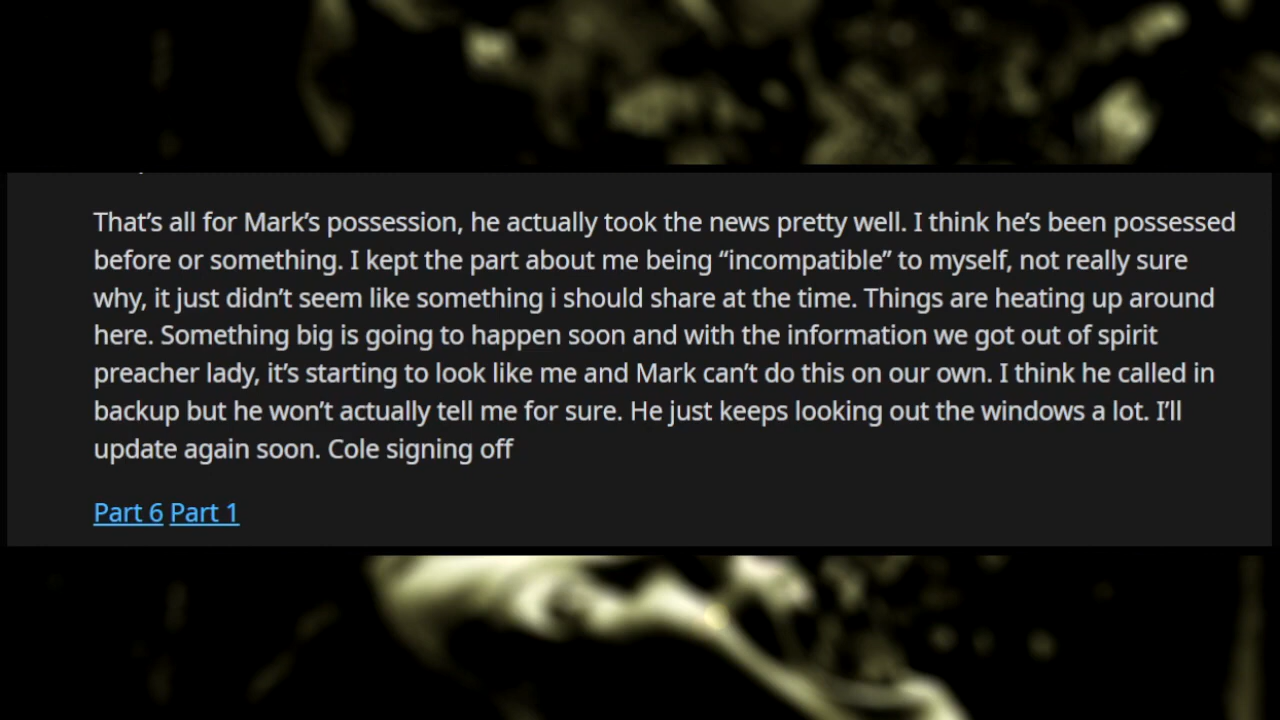 That’s all for Mark’s possession, he actually took the news pretty well. I think he’s been possessed
before or something. I kept the part about me being “incompatible” to myself, not really sure
why, it just didn’t seem like something i should share at the time. Things are heating up around
here. Something big is going to happen soon and with the information we got out of spirit
preacher lady, it’s starting to look like me and Mark can’t do this on our own. I think he called in
backup but he won’t actually tell me for sure. He just keeps looking out the windows a lot. I’ll
update again soon. Cole signing off
Part 6 Part 1